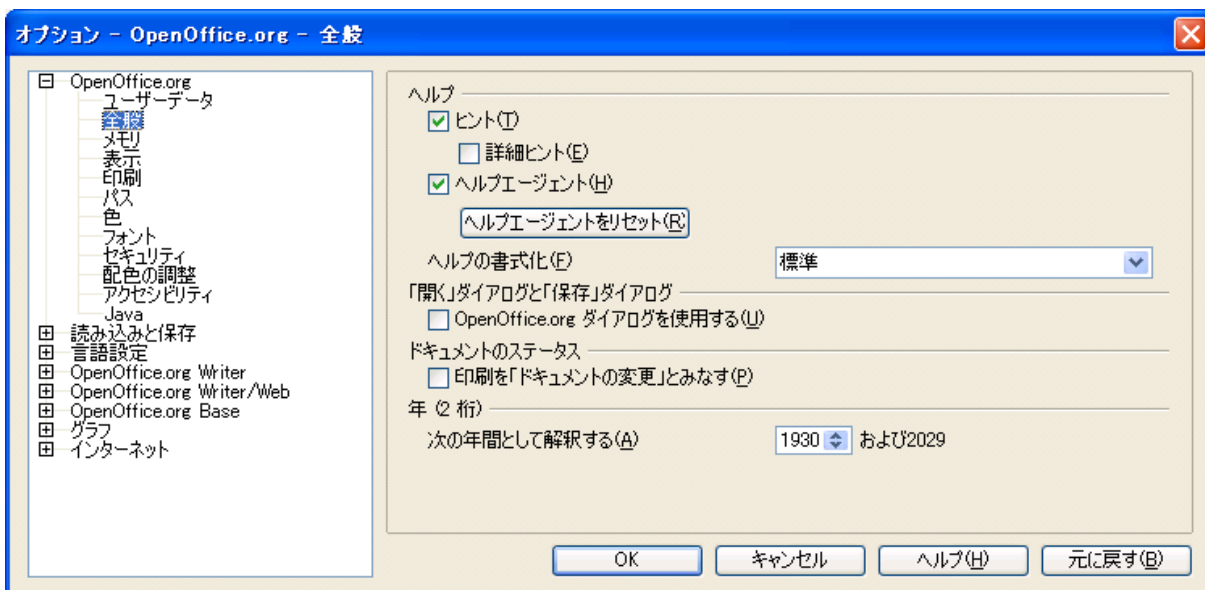 オプション - OpenOffice.org - 全般
OpenOffice.org
ユーザーデータ
全般
メモリ
表示
印刷
パス
色
フォント
セキュリティ
配色の調整
アクセシビリティ
Java
読み込みと保存
言語設定
OpenOffice.org Writer
OpenOffice.org Writer/Web
OpenOffice.org Base
グラフ
インターネット
ヘルプ
ヒント(T)
詳細ヒント(E)
ヘルプエージェント(H)
ヘルプエージェントをリセット(R)
ヘルプの書式化(F) 標準
「開く」ダイアログと「保存」ダイアログ
OpenOffice.org ダイアログを使用する(U)
ドキュメントのステータス
印刷を「ドキュメントの変更」とみなす(P)
年 (2 桁)
次の年間として解釈する(A) 1930 および2029
OK キャンセル ヘルプ(H) 元に戻す(B)